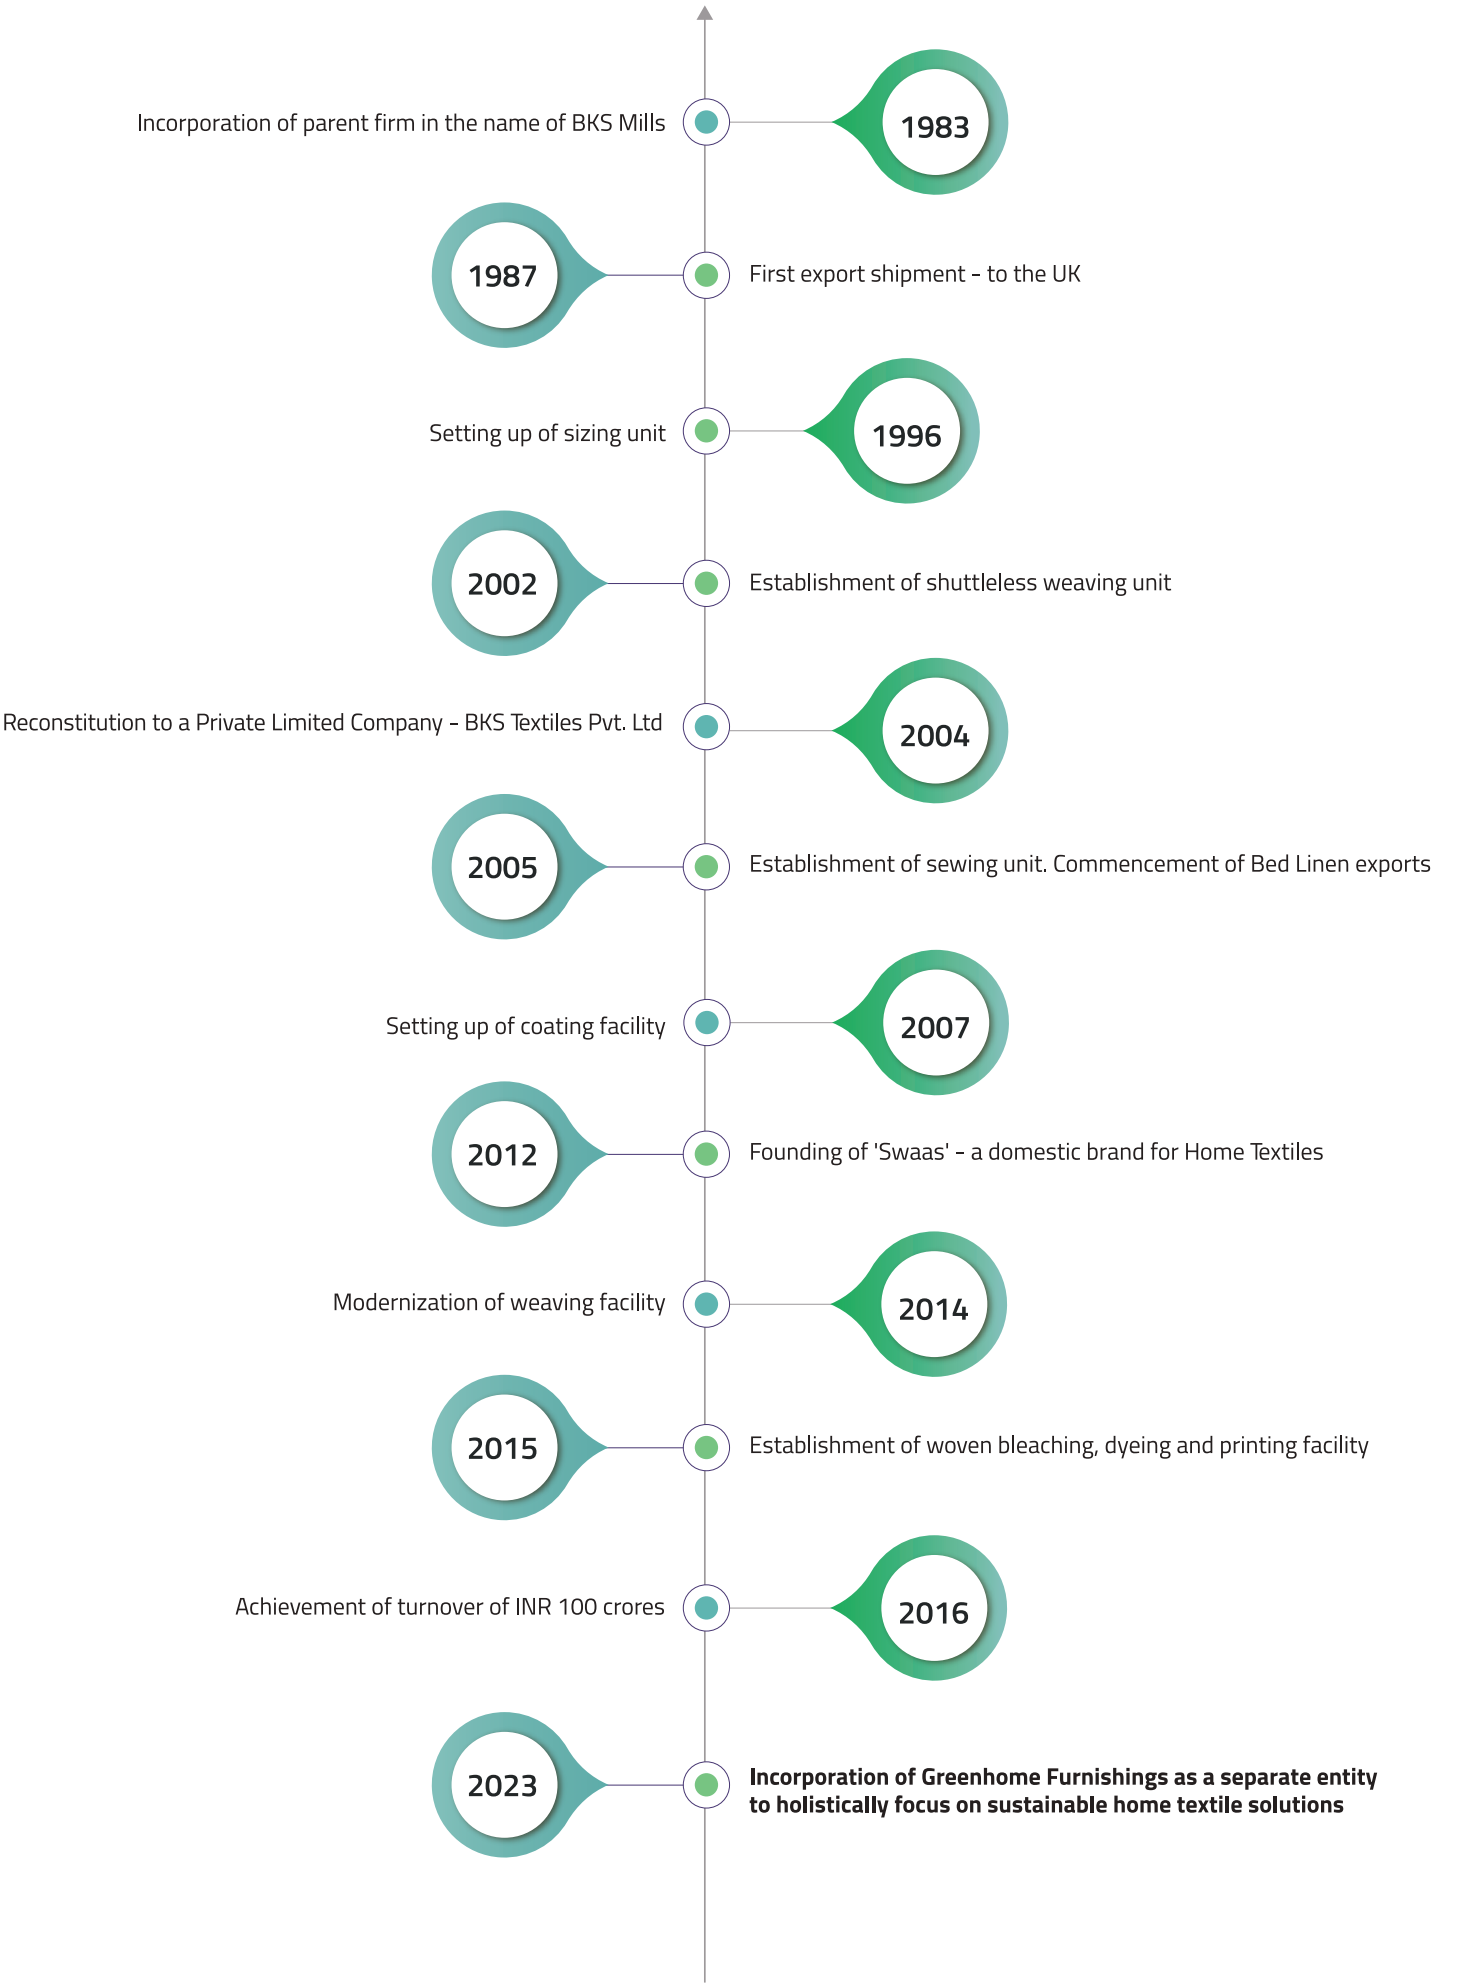 Incorporation of parent firm in the name of BKS Mills
1983
1987
First export shipment - to the UK
Setting up of sizing unit
1996
2002
Establishment of shuttleless weaving unit
Reconstitution to a Private Limited Company - BKS Textiles Pvt. Ltd
2004
2005
Establishment of sewing unit. Commencement of Bed Linen exports
Setting up of coating facility
2007
2012
Founding of 'Swaas' - a domestic brand for Home Textiles
Modernization of weaving facility
2014
2015
Establishment of woven bleaching, dyeing and printing facility
Achievement of turnover of INR 100 crores
2016
2023
Incorporation of Greenhome Furnishings as a separate entity
to holistically focus on sustainable home textile solutions